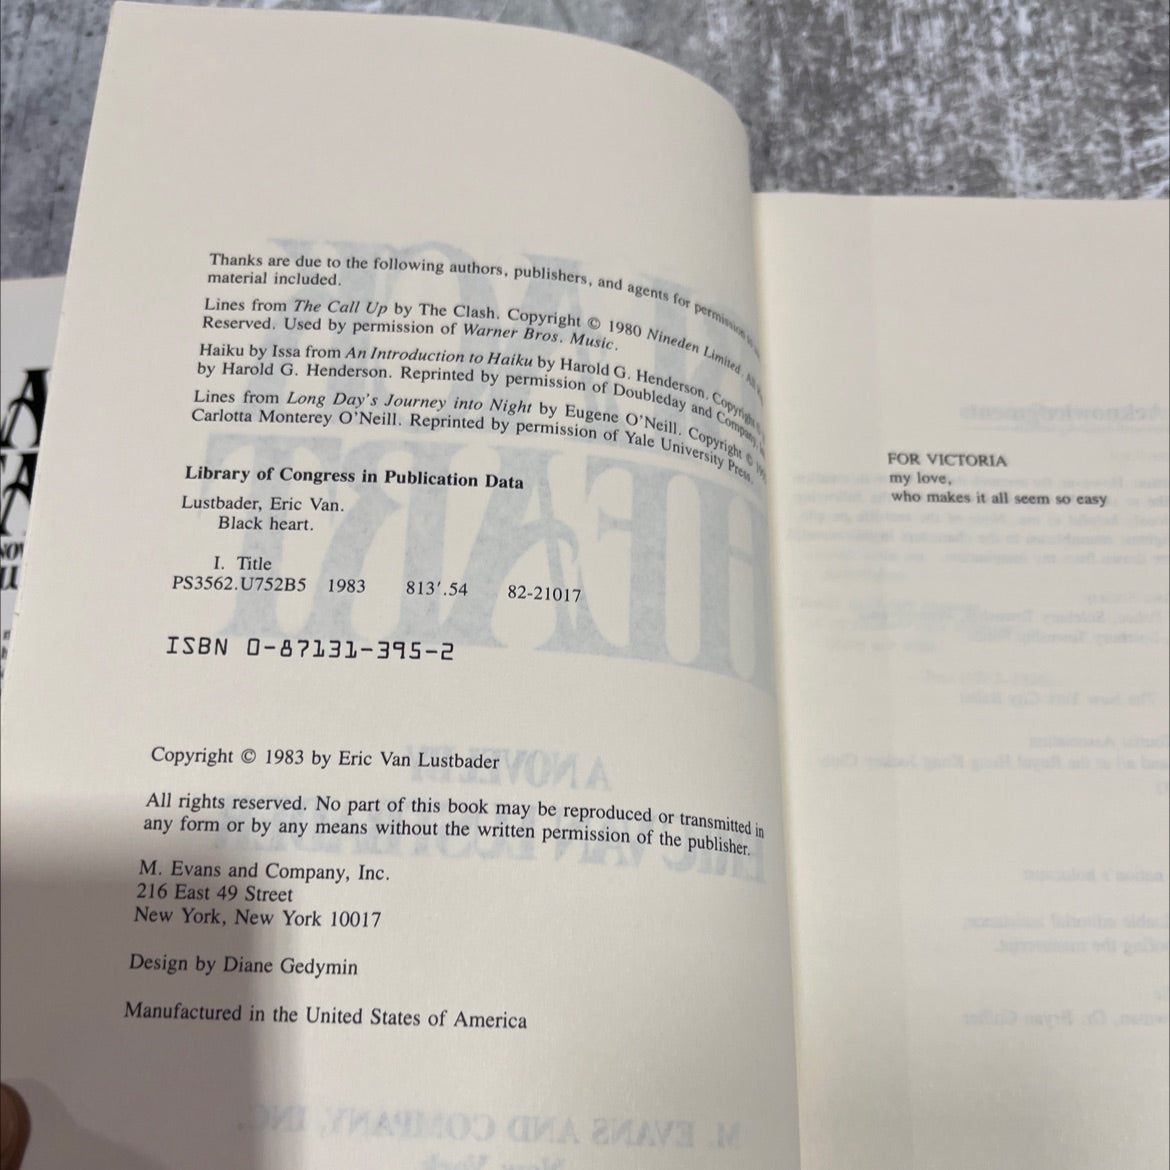 Thanks are due to the following authors, publishers, and agents for permission
material included.
Lines from The Call Up by The Clash. Copyright © 1980 Nineden Limited. All
Reserved. Used by permission of Warner Bros. Music.
Haiku by Issa from An Introduction to Haiku by Harold G. Henderson. Copyright ©
by Harold G. Henderson. Reprinted by permission of Doubleday and Company,
Lines from Long Day's Journey into Night by Eugene O'Neill. Copyright ©
Carlotta Monterey O'Neill. Reprinted by permission of Yale University Press.
Library of Congress in Publication Data
Lustbader, Eric Van.
Black heart.
I. Title
PS3562.U752B5 1983 813′.54 82-21017
ISBN 0-87131-395-2
Copyright © 1983 by Eric Van Lustbader
All rights reserved. No part of this book may be reproduced or transmitted in
any form or by any means without the written permission of the publisher.
M. Evans and Company, Inc.
216 East 49 Street
New York, New York 10017
Design by Diane Gedymin
Manufactured in the United States of America
FOR VICTORIA
my love,
who makes it all seem so easy